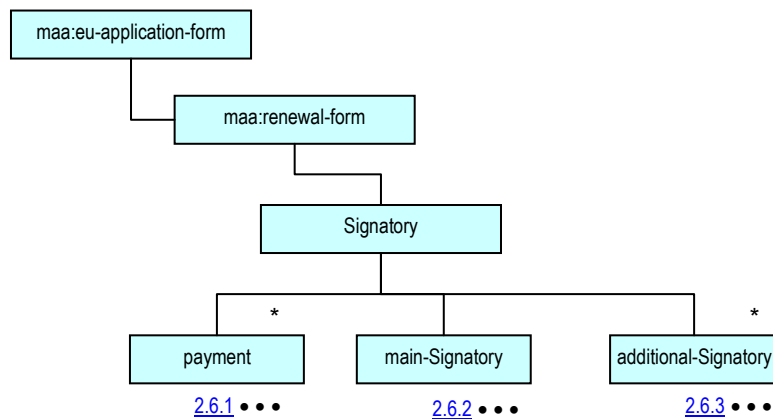 maa:eu-application-form
maa:renewal-form
Signatory
* *
payment main-Signatory additional-Signatory
2.6.1 ● ● ● 2.6.2 ● ● ● 2.6.3 ● ● ●